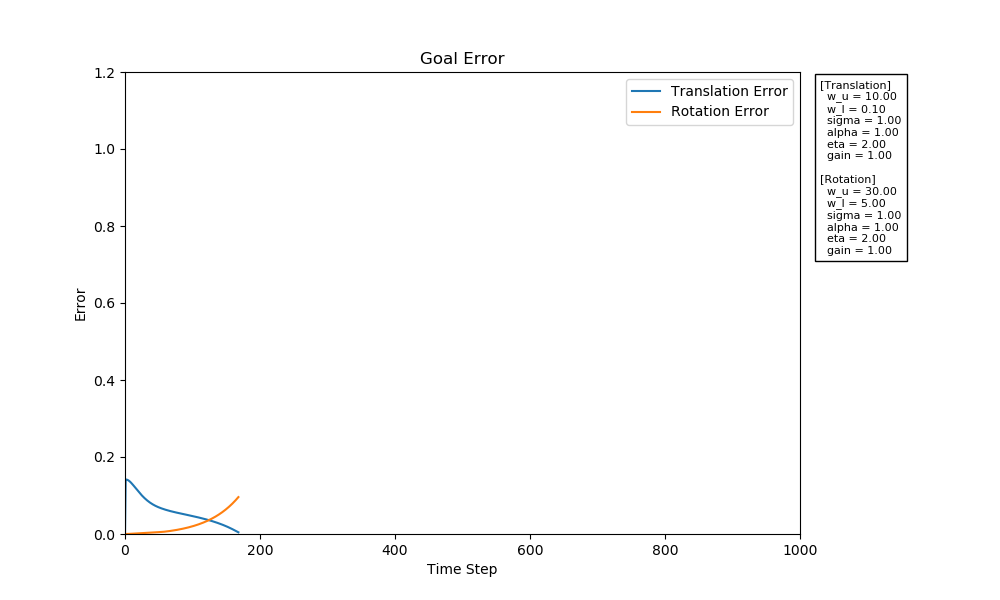 Goal Error
1.2
1.0
0.8
0.6
0.4
0.2
0.0
Error
0
200
400
600
800
1000
Time Step
Translation Error
Rotation Error
[Translation]
w_u = 10.00
w_l = 0.10
sigma = 1.00
alpha = 1.00
eta = 2.00
gain = 1.00
[Rotation]
w_u = 30.00
w_l = 5.00
sigma = 1.00
alpha = 1.00
eta = 2.00
gain = 1.00